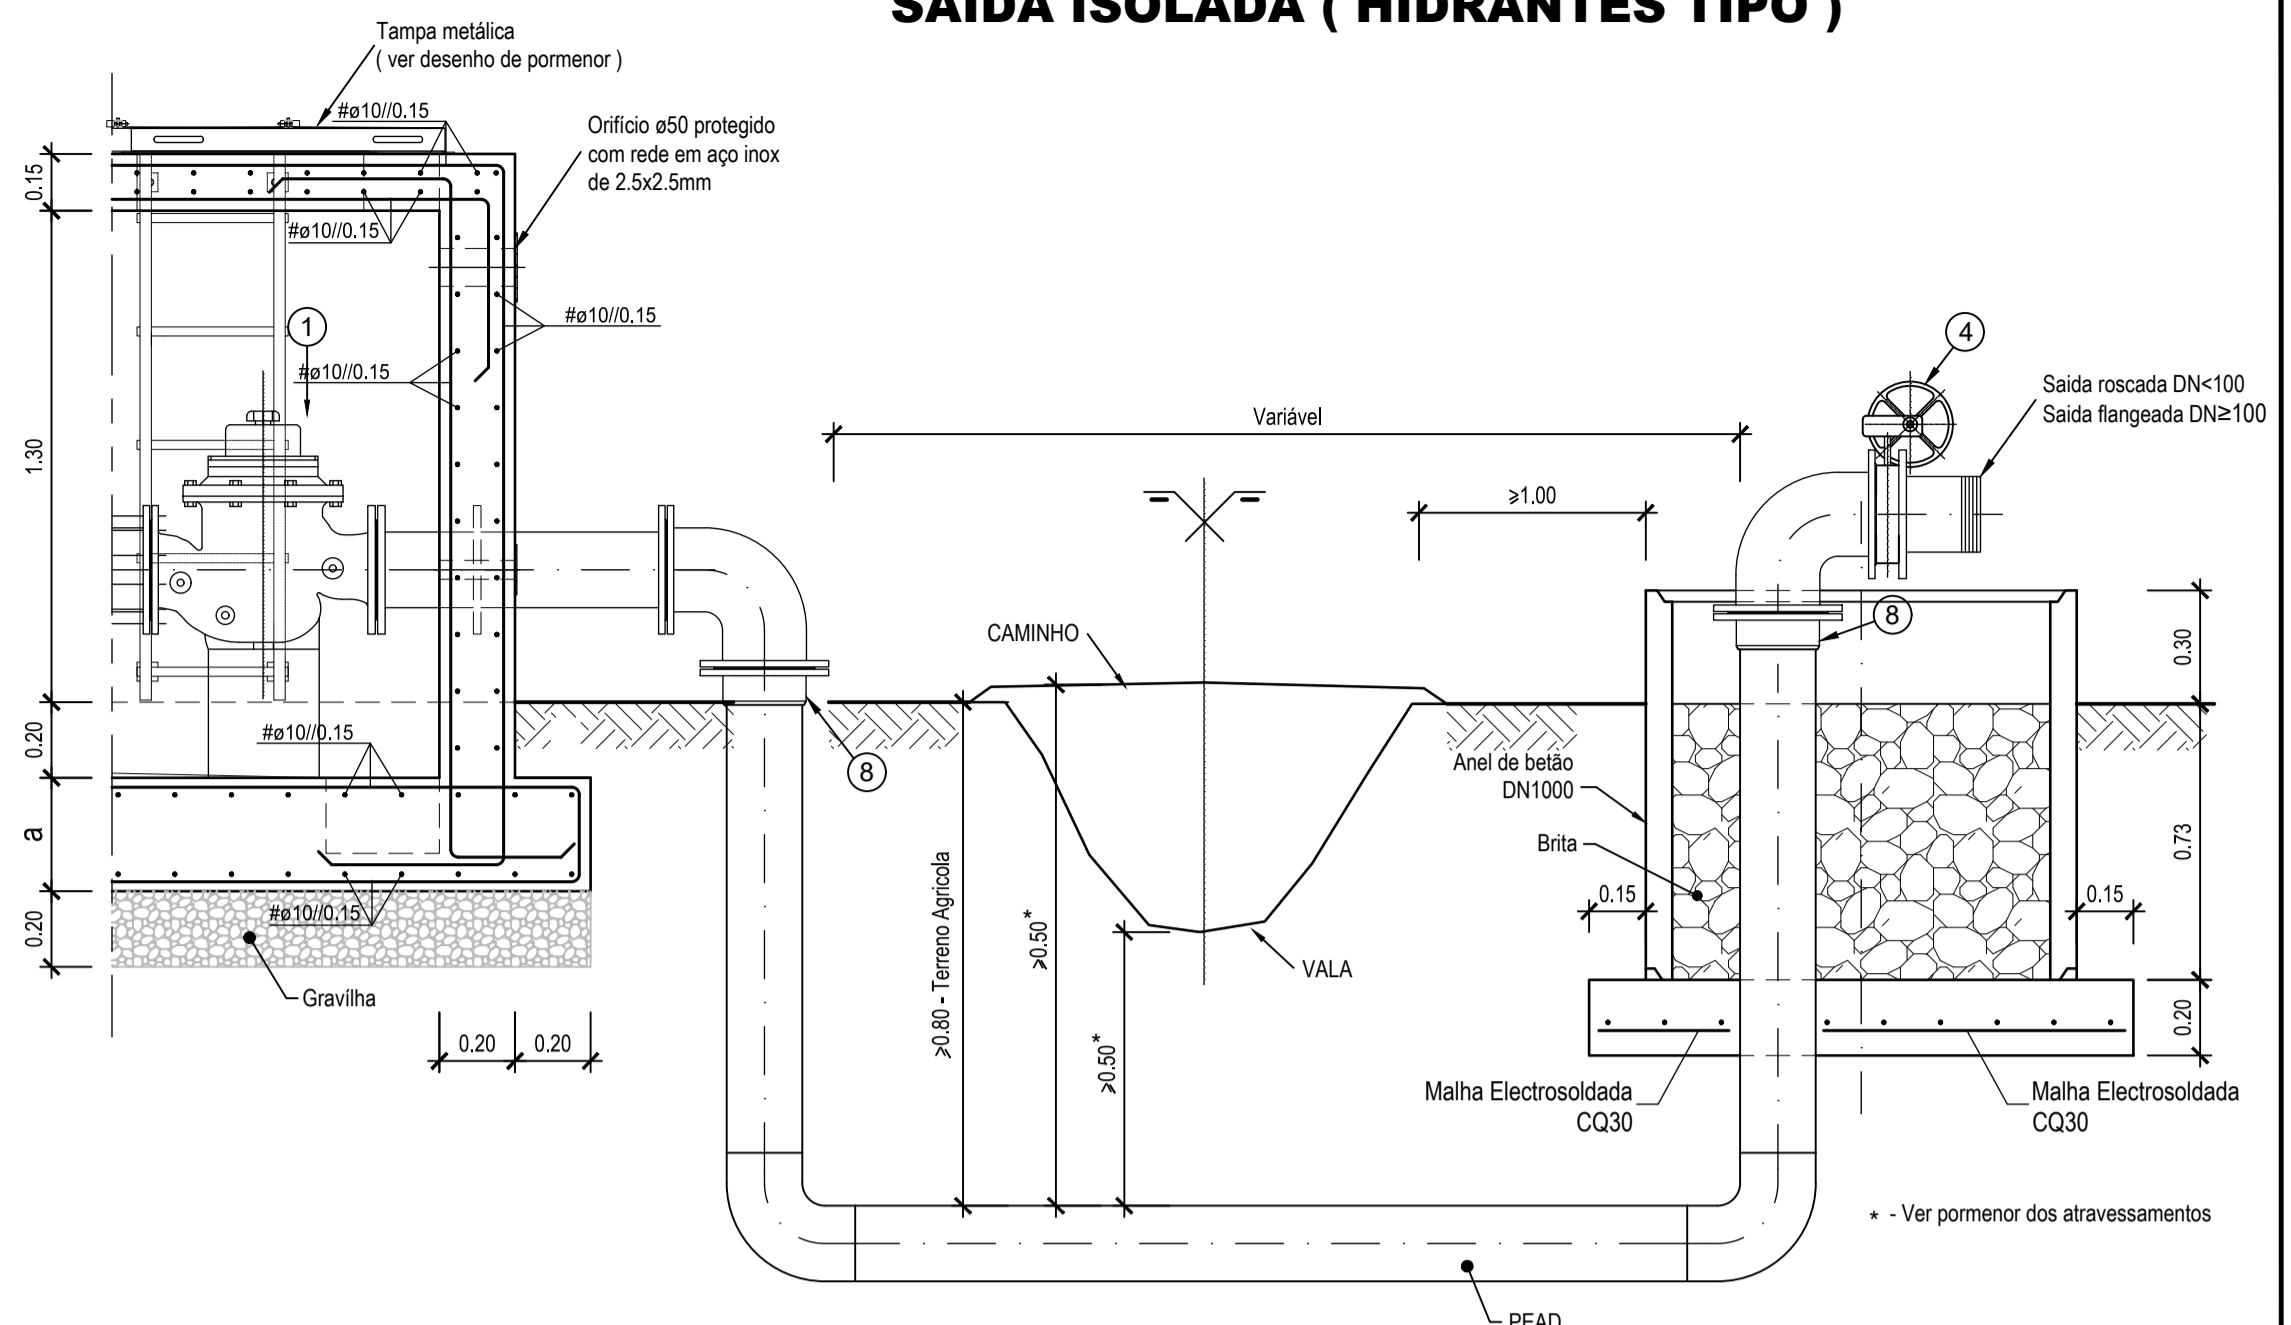 SAIDA ISOLADA ( HIDRANTES TIPO )
Tampa metálica
( ver desenho de pormenor )
#ø10//0.15
Orifício ø50 protegido
com rede em aço inox
de 2.5x2.5mm
0.15
#ø10//0.15
#ø10//0.15
1
#ø10//0.15
4
Saida roscada DN<100
Saida flangeada DN≥100
Variável
1.30
≥1.00
CAMINHO
8
0.30
0.20
#ø10//0.15
8
Anel de betão
DN1000
a
Brita
0.73
≥0.80 - Terreno Agricola
≥0.50*
0.15
0.15
#ø10//0.15
0.20
VALA
Gravílha
0.20
0.20
≥0.50*
0.20
Malha Electrosoldada
CQ30
Malha Electrosoldada
CQ30
* - Ver pormenor dos atravessamentos
PEAD